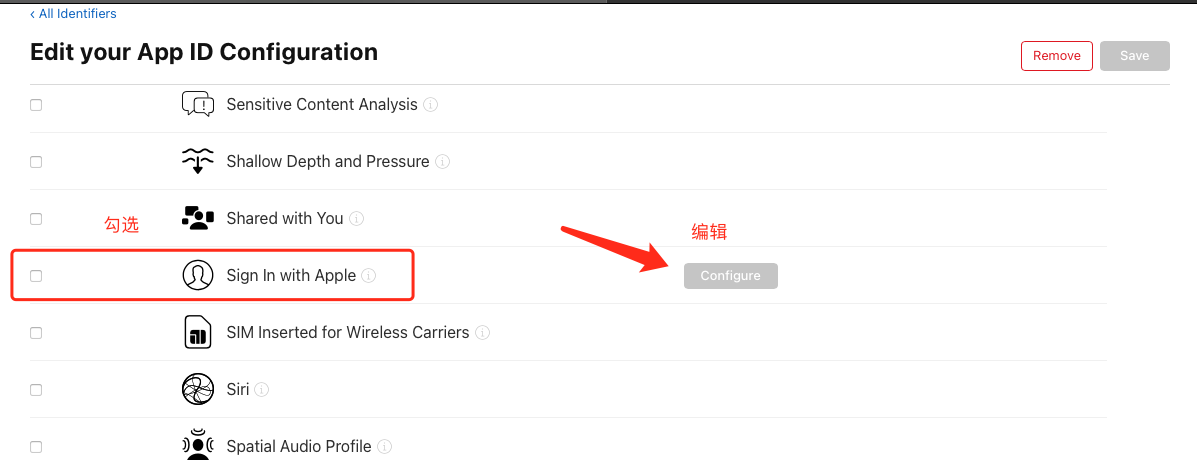 ‹ All Identifiers
Edit your App ID Configuration
Remove
Save
Sensitive Content Analysis
Shallow Depth and Pressure
勾选
Shared with You
编辑
Sign In with Apple
Configure
SIM Inserted for Wireless Carriers
Siri
Spatial Audio Profile